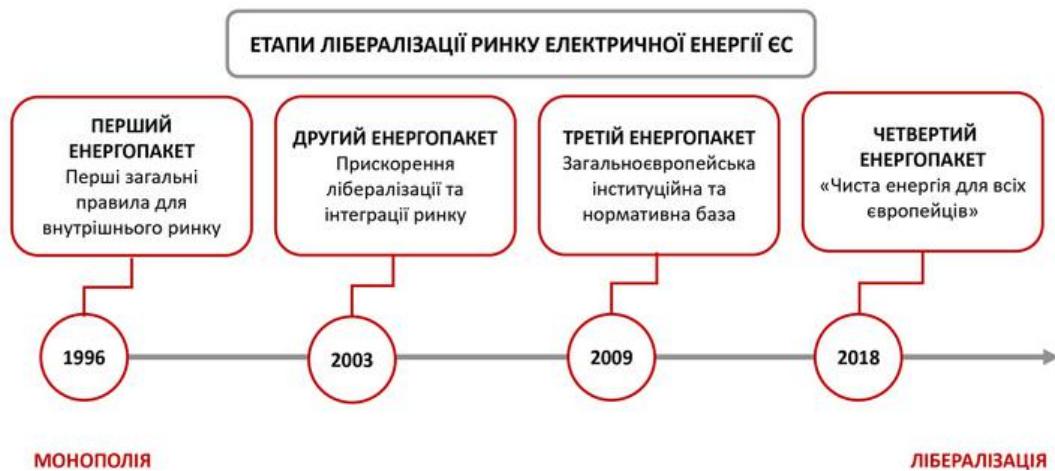 ЕТАПИ ЛІБЕРАЛІЗАЦІЇ РИНКУ ЕЛЕКТРИЧНОЇ ЕНЕРГІЇ ЄС
ПЕРШИЙ
ЕНЕРГОПАКЕТ
Перші загальні
правила для
внутрішнього ринку
ДРУГИЙ ЕНЕРГОПАКЕТ
Прискорення
лібералізації та
інтеграції ринку
ТРЕТІЙ ЕНЕРГОПАКЕТ
Загальноєвропейська
інституційна та
нормативна база
ЧЕТВЕРТИЙ
ЕНЕРГОПАКЕТ
«Чиста енергія для всіх
європейців»
1996
2003
2009
2018
МОНОПОЛІЯ
ЛІБЕРАЛІЗАЦІЯ